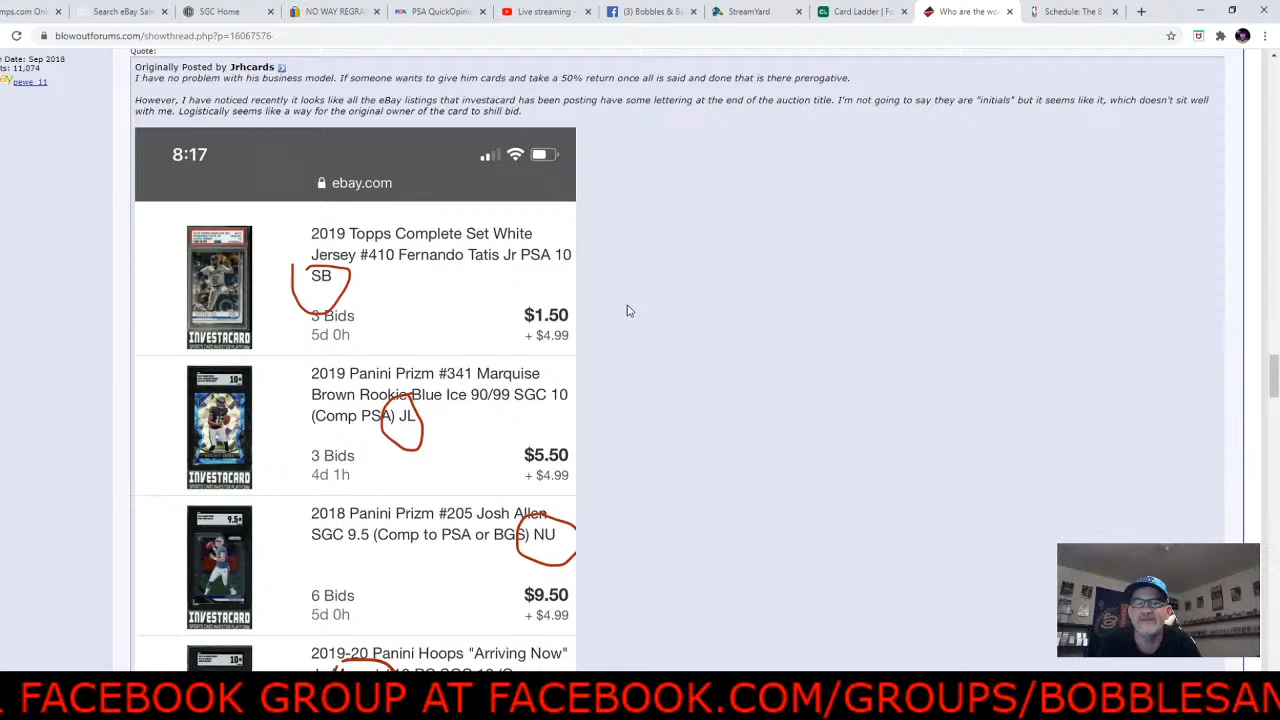 mps.com Onl
Search eBay Sale
SGC Home
NO WAY REGRA
PSA QuickOpinio
Live streaming -
(3) Bobbles & Ba
StreamYard
Card Ladder | Fo
Who are the wo
Schedule: The 8
blowoutforums.com/showthread.php?p=16067576
n Date: Sep 2018
ts: 11,074
pewe_11
Quote:
Originally Posted by Jrhcards
I have no problem with his business model. If someone wants to give him cards and take a 50% return once all is said and done that is there prerogative.
However, I have noticed recently it looks like all the eBay listings that investacard has been posting have some lettering at the end of the auction title. I'm not going to say they are "initials" but it seems like it, which doesn't sit well
with me. Logistically seems like a way for the original owner of the card to shill bid.
8:17
ebay.com
2019 Topps Complete Set White
Jersey #410 Fernando Tatis Jr PSA 10
SB
3 Bids
$1.50
5d 0h
+ $4.99
INVESTACARD
2019 Panini Prizm #341 Marquise
Brown Rookie Blue Ice 90/99 SGC 10
(Comp PSA) JL
3 Bids
$5.50
4d 1h
+ $4.99
INVESTACARD
2018 Panini Prizm #205 Josh Allen
SGC 9.5 (Comp to PSA or BGS) NU
6 Bids
$9.50
5d 0h
+ $4.99
INVESTACARD
2019-20 Panini Hoops "Arriving Now"
FACEBOOK GROUP AT FACEBOOK.COM/GROUPS/BOBBLESAN